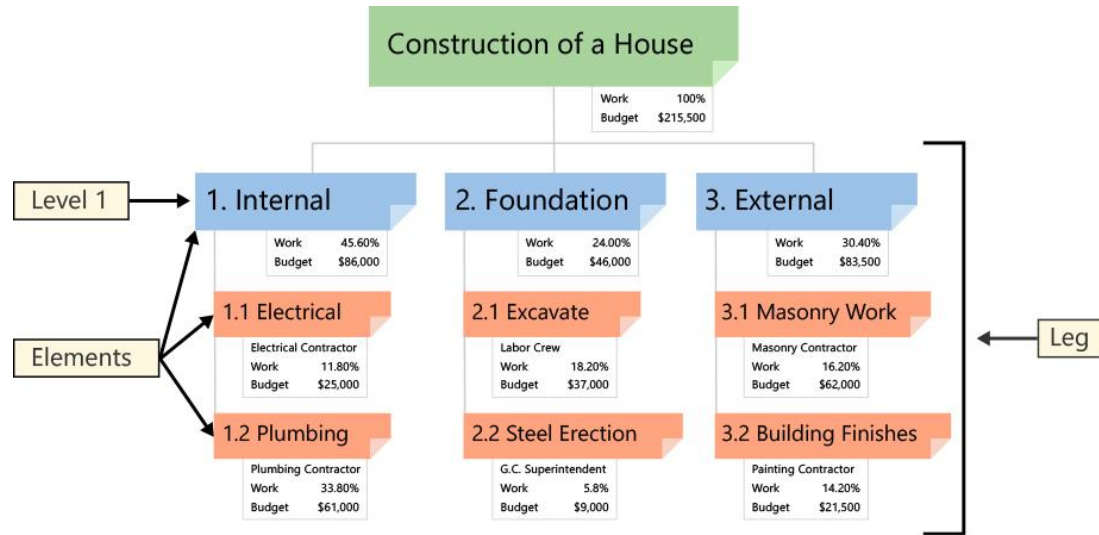 Construction of a House
Work 100%
Budget $215,500
Level 1
1. Internal
Work 45.60%
Budget $86,000
2. Foundation
Work 24.00%
Budget $46,000
3. External
Work 30.40%
Budget $83,500
Elements
1.1 Electrical
Electrical Contractor
Work 11.80%
Budget $25,000
2.1 Excavate
Labor Crew
Work 18.20%
Budget $37,000
3.1 Masonry Work
Masonry Contractor
Work 16.20%
Budget $62,000
Leg
1.2 Plumbing
Plumbing Contractor
Work 33.80%
Budget $61,000
2.2 Steel Erection
G.C. Superintendent
Work 5.8%
Budget $9,000
3.2 Building Finishes
Painting Contractor
Work 14.20%
Budget $21,500